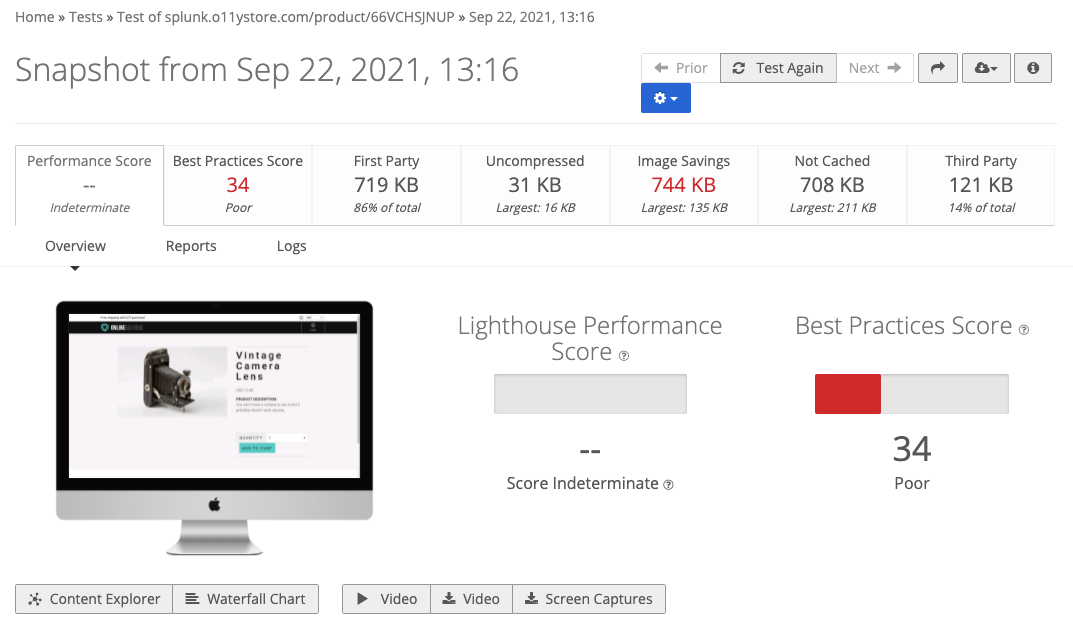 Home » Tests » Test of splunk.o11ystore.com/product/66VCHSJNUP » Sep 22, 2021, 13:16
Snapshot from Sep 22, 2021, 13:16
Prior
Test Again
Next
Performance Score
--
Indeterminate
Best Practices Score
34
Poor
First Party
719 KB
86% of total
Uncompressed
31 KB
Largest: 16 KB
Image Savings
744 KB
Largest: 135 KB
Not Cached
708 KB
Largest: 211 KB
Third Party
121 KB
14% of total
Overview
Reports
Logs
ONLINEBOUTIQUE
Vintage
Camera
Lens
PRODUCT DESCRIPTION
QUANTITY
ADD TO CART
Lighthouse Performance
Score
--
Score Indeterminate
Best Practices Score
34
Poor
Content Explorer
Waterfall Chart
Video
Video
Screen Captures